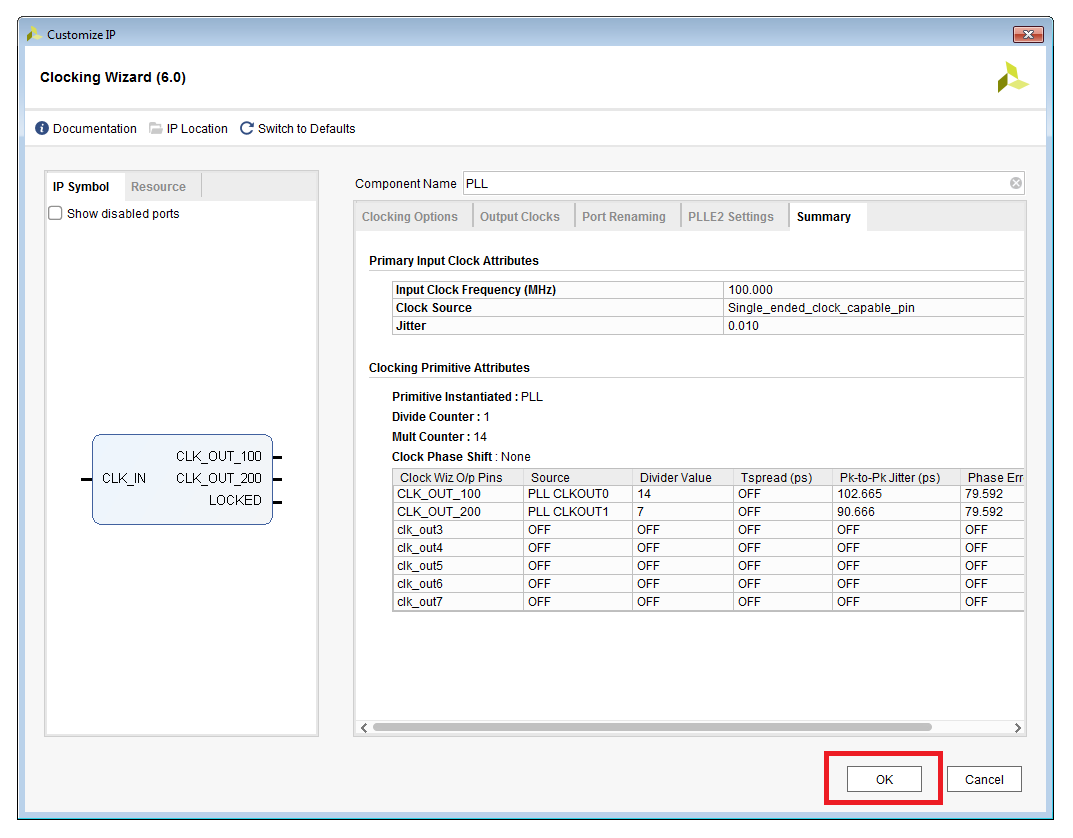 Customize IP
Clocking Wizard (6.0)
Documentation IP Location Switch to Defaults
IP Symbol Resource
Show disabled ports
CLK_IN
CLK_OUT_100
CLK_OUT_200
LOCKED
Component Name PLL
Clocking Options Output Clocks Port Renaming PLLE2 Settings Summary
Primary Input Clock Attributes
Input Clock Frequency (MHz) 100.000
Clock Source Single_ended_clock_capable_pin
Jitter 0.010
Clocking Primitive Attributes
Primitive Instantiated : PLL
Divide Counter : 1
Mult Counter : 14
Clock Phase Shift : None
Clock Wiz O/p Pins Source Divider Value Tspread (ps) Pk-to-Pk Jitter (ps) Phase Err
CLK_OUT_100 PLL CLKOUT0 14 OFF 102.665 79.592
CLK_OUT_200 PLL CLKOUT1 7 OFF 90.666 79.592
clk_out3 OFF OFF OFF OFF OFF
clk_out4 OFF OFF OFF OFF OFF
clk_out5 OFF OFF OFF OFF OFF
clk_out6 OFF OFF OFF OFF OFF
clk_out7 OFF OFF OFF OFF OFF
OK Cancel